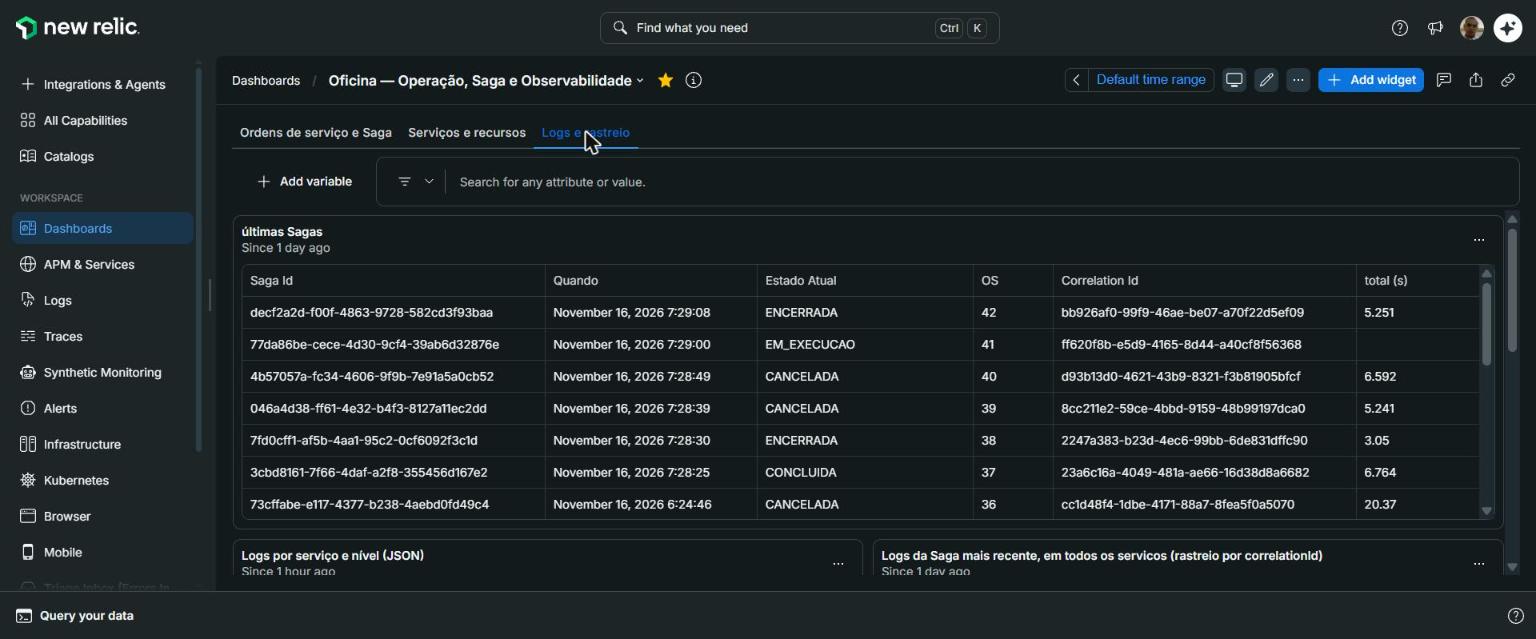 new relic.
Find what you need
Ctrl K
Integrations & Agents
All Capabilities
Catalogs
WORKSPACE
Dashboards
APM & Services
Logs
Traces
Synthetic Monitoring
Alerts
Infrastructure
Kubernetes
Browser
Mobile
Query your data
Dashboards / Oficina — Operação, Saga e Observabilidade
Default time range
... 
Add widget
Ordens de serviço e Saga Serviços e recursos Logs e rastreio
Add variable
Search for any attribute or value.
últimas Sagas
Since 1 day ago
Saga Id Quando Estado Atual OS Correlation Id total (s)
decf2a2d-f00f-4863-9728-582cd3f93baa November 16, 2026 7:29:08 ENCERRADA 42 bb926af0-99f9-46ae-be07-a70f22d5ef09 5.251
77da86be-cece-4d30-9cf4-39ab6d32876e November 16, 2026 7:29:00 EM_EXECUCAO 41 ff620f8b-e5d9-4165-8d44-a40cf8f56368
4b57057a-fc34-4606-9f9b-7e91a5a0cb52 November 16, 2026 7:28:49 CANCELADA 40 d93b13d0-4621-43b9-8321-f3b81905bfcf 6.592
046a4d38-ff61-4e32-b4f3-8127a11ec2dd November 16, 2026 7:28:39 CANCELADA 39 8cc211e2-59ce-4bbd-9159-48b99197dca0 5.241
7fd0cff1-af5b-4aa1-95c2-0cf6092f3c1d November 16, 2026 7:28:30 ENCERRADA 38 2247a383-b23d-4ec6-99bb-6de831dffc90 3.05
3cbd8161-7f66-4daf-a2f8-355456d167e2 November 16, 2026 7:28:25 CONCLUIDA 37 23a6c16a-4049-481a-ae66-16d38d8a6682 6.764
73cffabe-e117-4377-b238-4aebd0fd49c4 November 16, 2026 6:24:46 CANCELADA 36 cc1d48f4-1dbe-4171-88a7-8fea5f0a5070 20.37
Logs por serviço e nível (JSON)
Since 1 hour ago
Logs da Saga mais recente, em todos os servicos (rastreio por correlationId)
Since 1 day ago